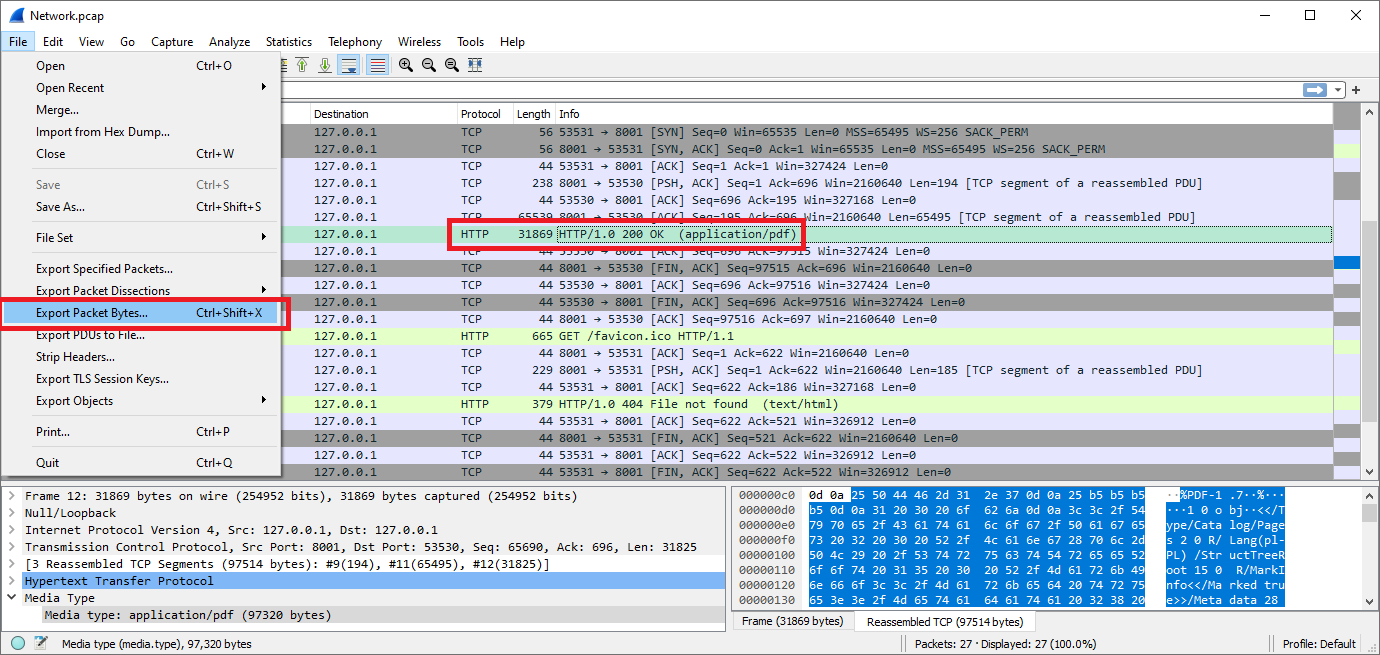 Network.pcap
File Edit View Go Capture Analyze Statistics Telephony Wireless Tools Help
Open Ctrl+O
Open Recent
Merge...
Import from Hex Dump...
Close Ctrl+W
Save Ctrl+S
Save As... Ctrl+Shift+S
File Set
Export Specified Packets...
Export Packet Dissections
Export Packet Bytes... Ctrl+Shift+X
Export PDUs to File...
Strip Headers...
Export TLS Session Keys...
Export Objects
Print... Ctrl+P
Quit Ctrl+Q
Destination Protocol Length Info
127.0.0.1 TCP 56 53531 → 8001 [SYN] Seq=0 Win=65535 Len=0 MSS=65495 WS=256 SACK_PERM
127.0.0.1 TCP 56 8001 → 53531 [SYN, ACK] Seq=0 Ack=1 Win=65535 Len=0 MSS=65495 WS=256 SACK_PERM
127.0.0.1 TCP 44 53531 → 8001 [ACK] Seq=1 Ack=1 Win=327424 Len=0
127.0.0.1 TCP 238 8001 → 53530 [PSH, ACK] Seq=1 Ack=696 Win=2160640 Len=194 [TCP segment of a reassembled PDU]
127.0.0.1 TCP 44 53530 → 8001 [ACK] Seq=696 Ack=195 Win=327168 Len=0
127.0.0.1 TCP 65539 8001 → 53530 [ACK] Seq=195 Ack=696 Win=2160640 Len=65495 [TCP segment of a reassembled PDU]
127.0.0.1 HTTP 31869 HTTP/1.0 200 OK (application/pdf)
127.0.0.1 TCP 44 53530 → 8001 [ACK] Seq=696 Ack=97515 Win=327424 Len=0
127.0.0.1 TCP 44 8001 → 53530 [FIN, ACK] Seq=97515 Ack=696 Win=2160640 Len=0
127.0.0.1 TCP 44 53530 → 8001 [ACK] Seq=696 Ack=97516 Win=327424 Len=0
127.0.0.1 TCP 44 53530 → 8001 [FIN, ACK] Seq=696 Ack=97516 Win=327424 Len=0
127.0.0.1 TCP 44 8001 → 53530 [ACK] Seq=97516 Ack=697 Win=2160640 Len=0
127.0.0.1 HTTP 665 GET /favicon.ico HTTP/1.1
127.0.0.1 TCP 44 8001 → 53531 [ACK] Seq=1 Ack=622 Win=2160640 Len=0
127.0.0.1 TCP 229 8001 → 53531 [PSH, ACK] Seq=1 Ack=622 Win=2160640 Len=185 [TCP segment of a reassembled PDU]
127.0.0.1 TCP 44 53531 → 8001 [ACK] Seq=622 Ack=186 Win=327168 Len=0
127.0.0.1 HTTP 379 HTTP/1.0 404 File not found (text/html)
127.0.0.1 TCP 44 53531 → 8001 [ACK] Seq=622 Ack=521 Win=326912 Len=0
127.0.0.1 TCP 44 8001 → 53531 [FIN, ACK] Seq=521 Ack=622 Win=2160640 Len=0
127.0.0.1 TCP 44 53531 → 8001 [ACK] Seq=622 Ack=522 Win=326912 Len=0
127.0.0.1 TCP 44 53531 → 8001 [FIN, ACK] Seq=622 Ack=522 Win=326912 Len=0
Frame 12: 31869 bytes on wire (254952 bits), 31869 bytes captured (254952 bits)
Null/Loopback
Internet Protocol Version 4, Src: 127.0.0.1, Dst: 127.0.0.1
Transmission Control Protocol, Src Port: 8001, Dst Port: 53530, Seq: 65690, Ack: 696, Len: 31825
[3 Reassembled TCP Segments (97514 bytes): #9(194), #11(65495), #12(31825)]
Hypertext Transfer Protocol
Media Type
Media type: application/pdf (97320 bytes)
000000c0 0d 0a 25 50 44 46 2d 31 2e 37 0d 0a 25 b5 b5 b5 ··%PDF-1 .7··%···
000000d0 b5 0d 0a 31 20 30 20 6f 62 6a 0d 0a 3c 3c 2f 54 ···1 0 o bj··<</T
000000e0 79 70 65 2f 43 61 74 61 6c 6f 67 2f 50 61 67 65 ype/Cata log/Page
000000f0 73 20 32 20 30 20 52 2f 4c 61 6e 67 28 70 6c 2d s 2 0 R/ Lang(pl-
00000100 50 4c 29 20 2f 53 74 72 75 63 74 54 72 65 65 52 PL) /Str uctTreeR
00000110 6f 6f 74 20 31 35 20 30 20 52 2f 4d 61 72 6b 49 oot 15 0 R/MarkI
00000120 6e 66 6f 3c 3c 2f 4d 61 72 6b 65 64 20 74 72 75 nfo<</Ma rked tru
00000130 65 3e 3e 2f 4d 65 74 61 64 61 74 61 20 32 38 20 e>>/Meta data 28
Frame (31869 bytes) Reassembled TCP (97514 bytes)
Media type (media.type), 97,320 bytes Packets: 27 · Displayed: 27 (100.0%) Profile: Default